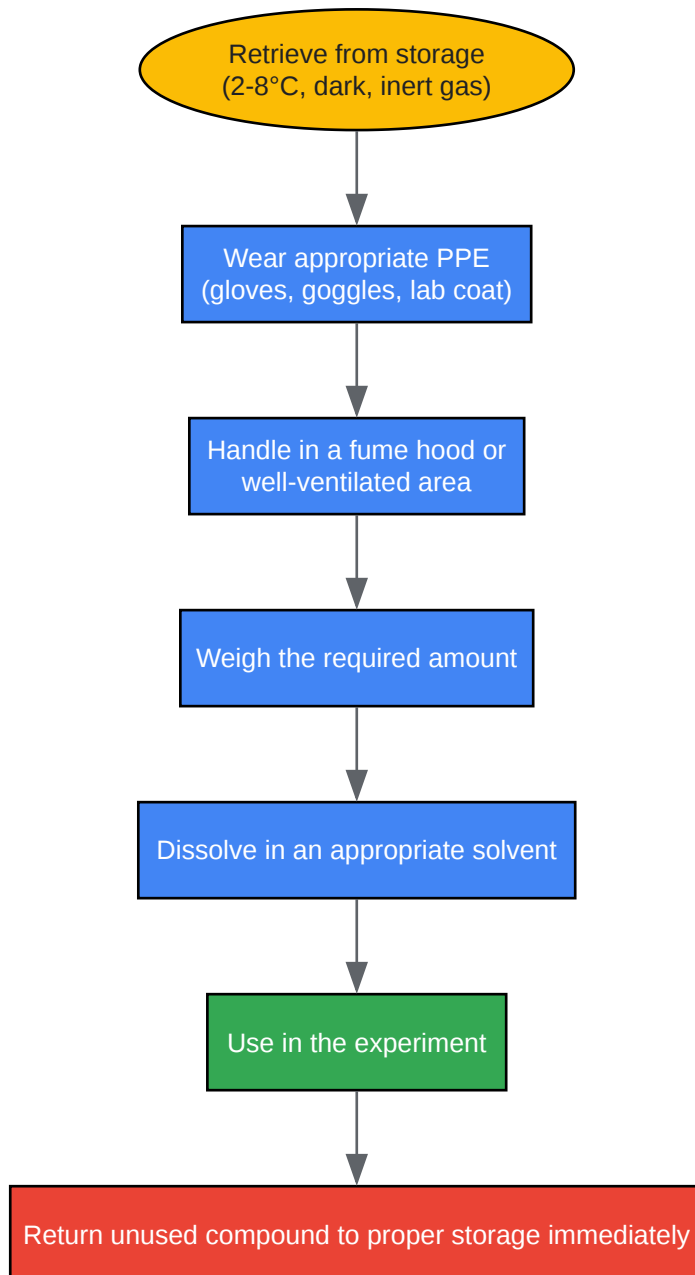 Retrieve from storage
(2-8°C, dark, inert gas)
Wear appropriate PPE
(gloves, goggles, lab coat)
Handle in a fume hood or
well-ventilated area
Weigh the required amount
Dissolve in an appropriate solvent
Use in the experiment
Return unused compound to proper storage immediately